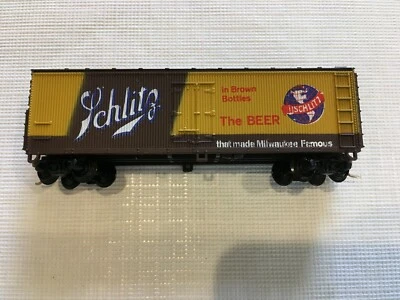 Schlitz
in Brown
Bottles
The BEER
that made Milwaukee Famous
SCHLITZ